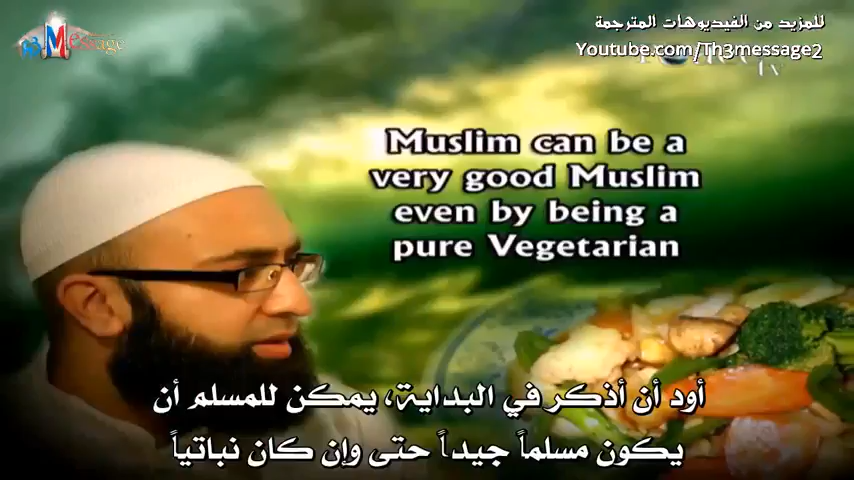 Message
للمزيد من الفيديوهات المترجمة
Youtube.com/Th3message2
tv
Muslim can be a
very good Muslim
even by being a
pure Vegetarian
أود أن أذكر في البداية، يمكن للمسلم أن
يكون مسلماً جيداً حتى وإن كان نباتياً